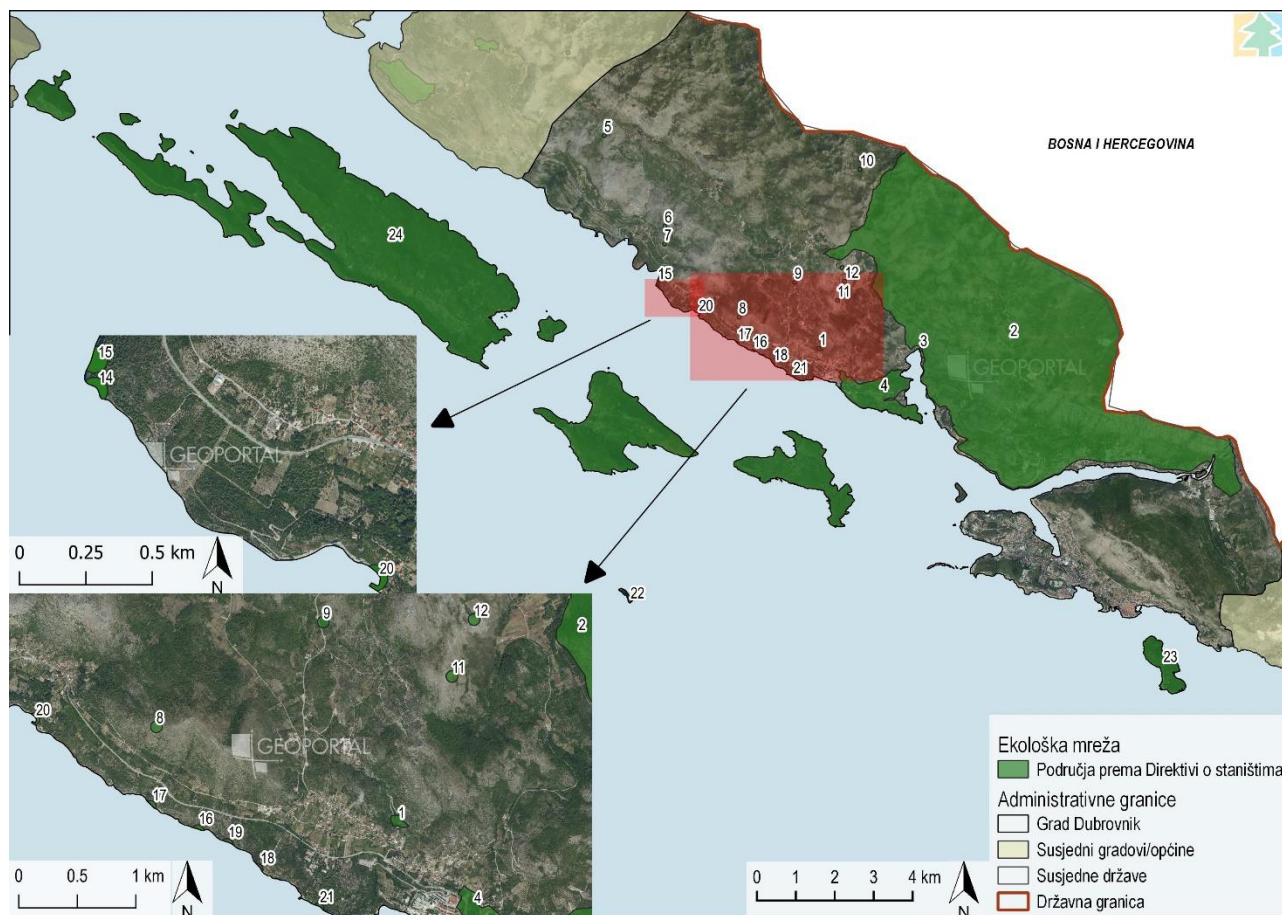 BOSNA I HERCEGOVINA
5
10
6
7
24
15
9
12
11
20
8
17
16
1
18
21
3
2
4
GEOPORTAL
22
23
15
14
GEOPORTAL
20
0 0.25 0.5 km
N
9
12
2
11
20
8
GEOPORTAL
17
16
19
1
18
21
4
0 0.5 1 km
N
0 1 2 3 4 km
N
Ekološka mreža
Područja prema Direktivi o staništima
Administrativne granice
Grad Dubrovnik
Susjedni gradovi/općine
Susjedne države
Državna granica